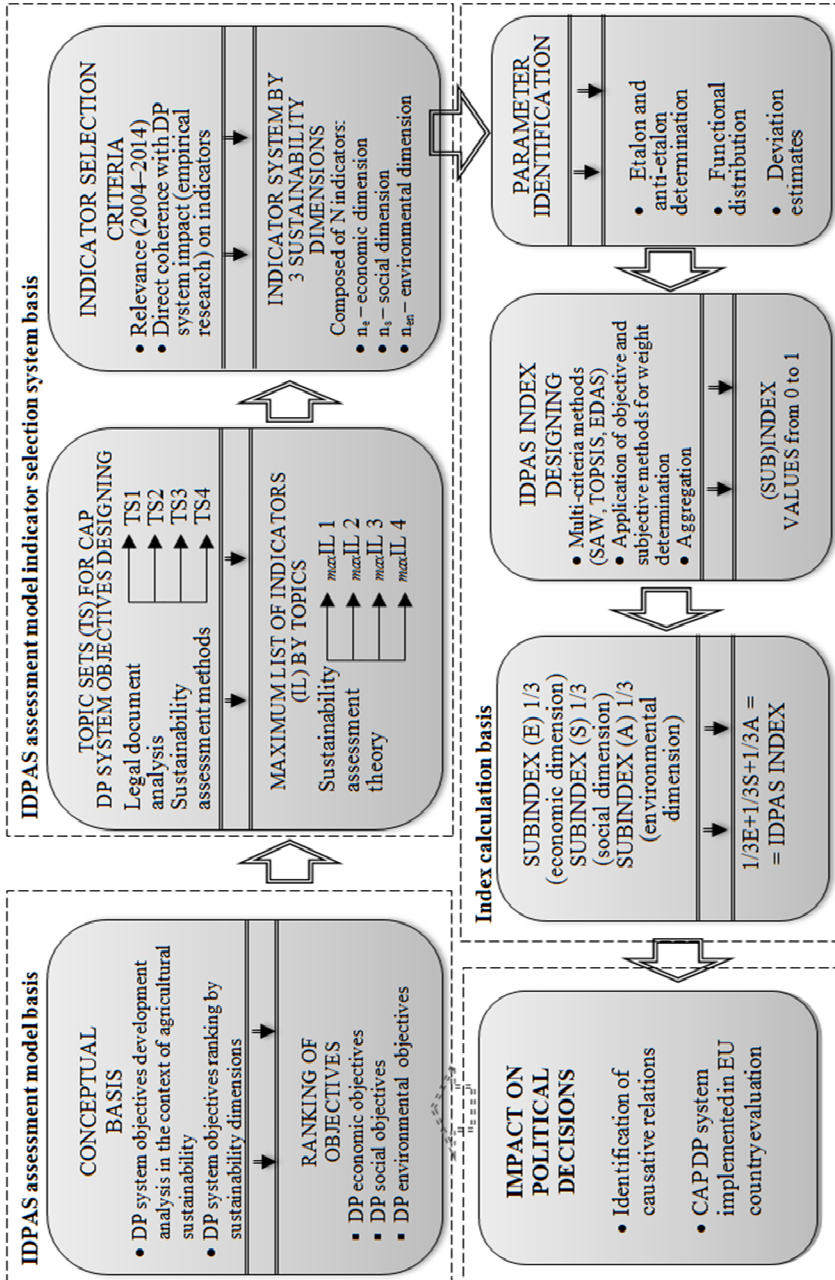 IDPAS assessment model basis
CONCEPTUAL
BASIS
• DP system objectives development
analysis in the context of agricultural
sustainability
• DP system objectives ranking by
sustainability dimensions
RANKING OF
OBJECTIVES
▪ DP economic objectives
▪ DP social objectives
▪ DP environmental objectives
IDPAS assessment model indicator selection system basis
TOPIC SETS (TS) FOR CAP
DP SYSTEM OBJECTIVES DESIGNING
Legal document
analysis
Sustainability
assessment methods
TS1
TS2
TS3
TS4
MAXIMUM LIST OF INDICATORS
(IL) BY TOPICS
Sustainability
assessment
theory
maxIL 1
maxIL 2
maxIL 3
maxIL 4
INDICATOR SELECTION
CRITERIA
• Relevance (2004–2014)
• Direct coherence with DP
system impact (empirical
research) on indicators
INDICATOR SYSTEM BY
3 SUSTAINABILITY
DIMENSIONS
Composed of N indicators:
• ne – economic dimension
• ns – social dimension
• nen – environmental dimension
PARAMETER
IDENTIFICATION
• Etalon and
anti-etalon
determination
• Functional
distribution
• Deviation
estimates
IDPAS INDEX
DESIGNING
• Multi-criteria methods
(SAW, TOPSIS, EDAS)
• Application of objective and
subjective methods for weight
determination
• Aggregation
(SUB)INDEX
VALUES from 0 to 1
Index calculation basis
SUBINDEX (E) 1/3
(economic dimension)
SUBINDEX (S) 1/3
(social dimension)
SUBINDEX (A) 1/3
(environmental
dimension)
1/3E+1/3S+1/3A =
= IDPAS INDEX
IMPACT ON
POLITICAL
DECISIONS
• Identification of
causative relations
• CAP DP system
implemented in EU
country evaluation